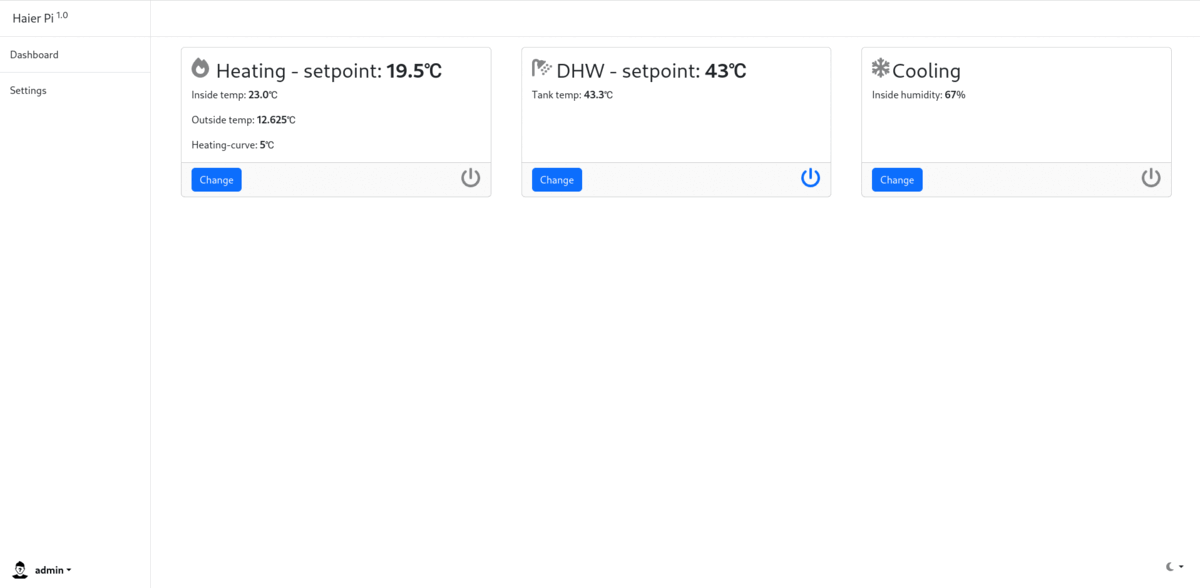 Haier Pi 1.0
Dashboard
Settings
Heating - setpoint: 19.5℃
Inside temp: 23.0℃
Outside temp: 12.625℃
Heating-curve: 5℃
Change
DHW - setpoint: 43℃
Tank temp: 43.3℃
Change
Cooling
Inside humidity: 67%
Change
admin